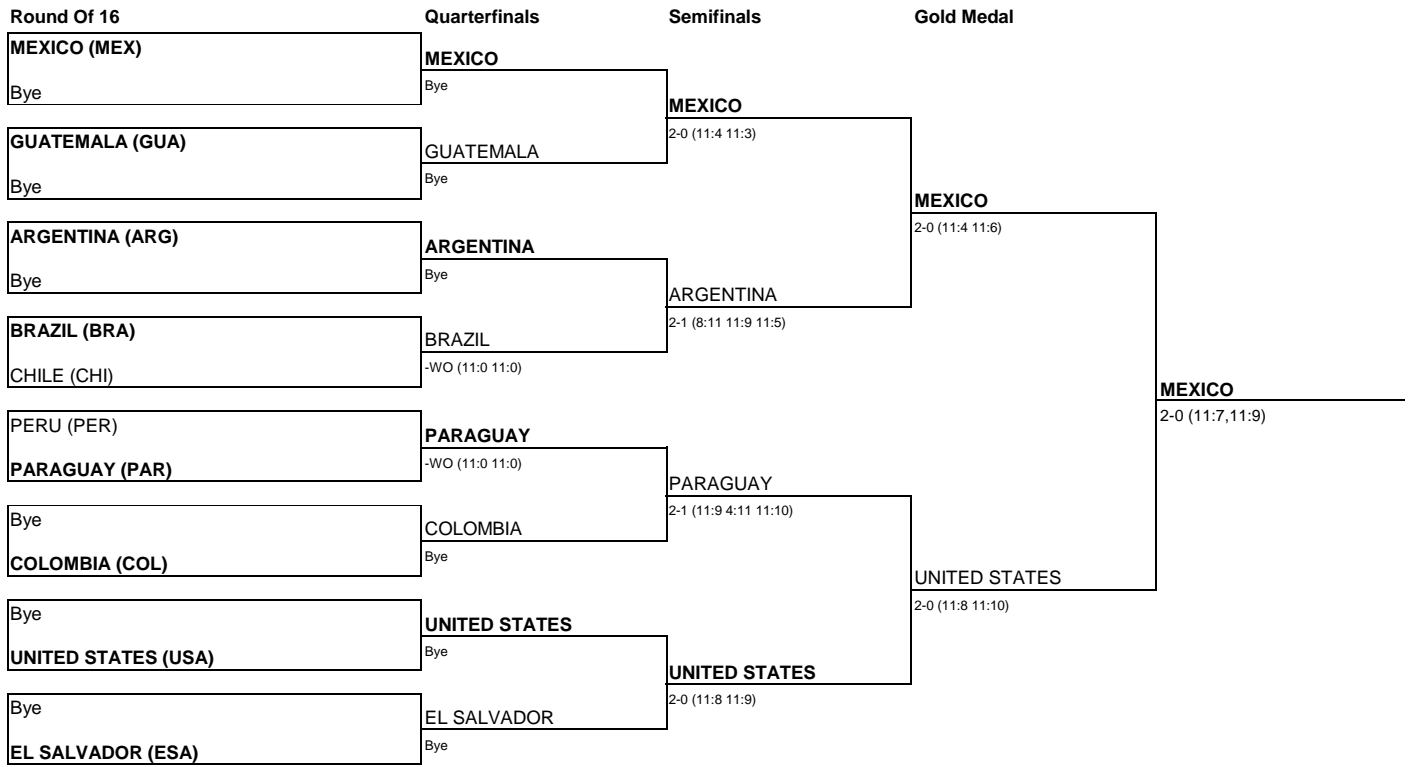 Round Of 16
Quarterfinals
Semifinals
Gold Medal
MEXICO (MEX)
Bye
GUATEMALA (GUA)
Bye
ARGENTINA (ARG)
Bye
BRAZIL (BRA)
CHILE (CHI)
PERU (PER)
PARAGUAY (PAR)
Bye
COLOMBIA (COL)
Bye
UNITED STATES (USA)
Bye
EL SALVADOR (ESA)
MEXICO
Bye
GUATEMALA
Bye
ARGENTINA
Bye
BRAZIL
-WO (11:0 11:0)
PARAGUAY
-WO (11:0 11:0)
COLOMBIA
Bye
UNITED STATES
Bye
EL SALVADOR
Bye
MEXICO
2-0 (11:4 11:3)
ARGENTINA
2-1 (8:11 11:9 11:5)
PARAGUAY
2-1 (11:9 4:11 11:10)
UNITED STATES
2-0 (11:8 11:9)
MEXICO
2-0 (11:4 11:6)
UNITED STATES
2-0 (11:8 11:10)
MEXICO
2-0 (11:7,11:9)